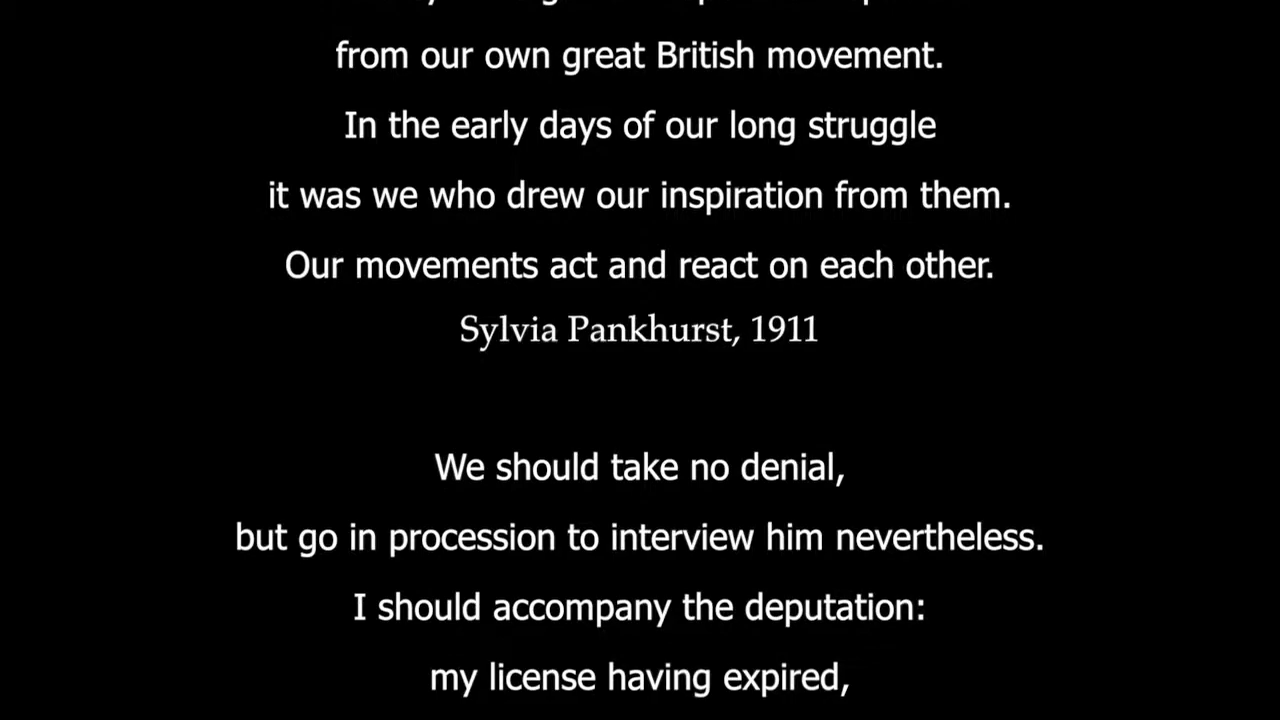 from our own great British movement.
In the early days of our long struggle
it was we who drew our inspiration from them.
Our movements act and react on each other.
Sylvia Pankhurst, 1911
We should take no denial,
but go in procession to interview him nevertheless.
I should accompany the deputation:
my license having expired,